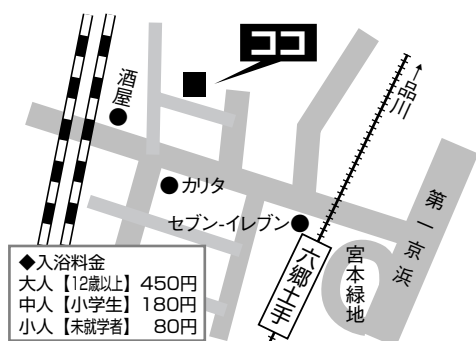 ココ
←品川
酒屋
カリタ
第一京浜
セブン-イレブン
六郷土手
宮本緑地
◆入浴料金
大人【12歳以上】 450円
中人【小学生】 180円
小人【未就学者】 80円